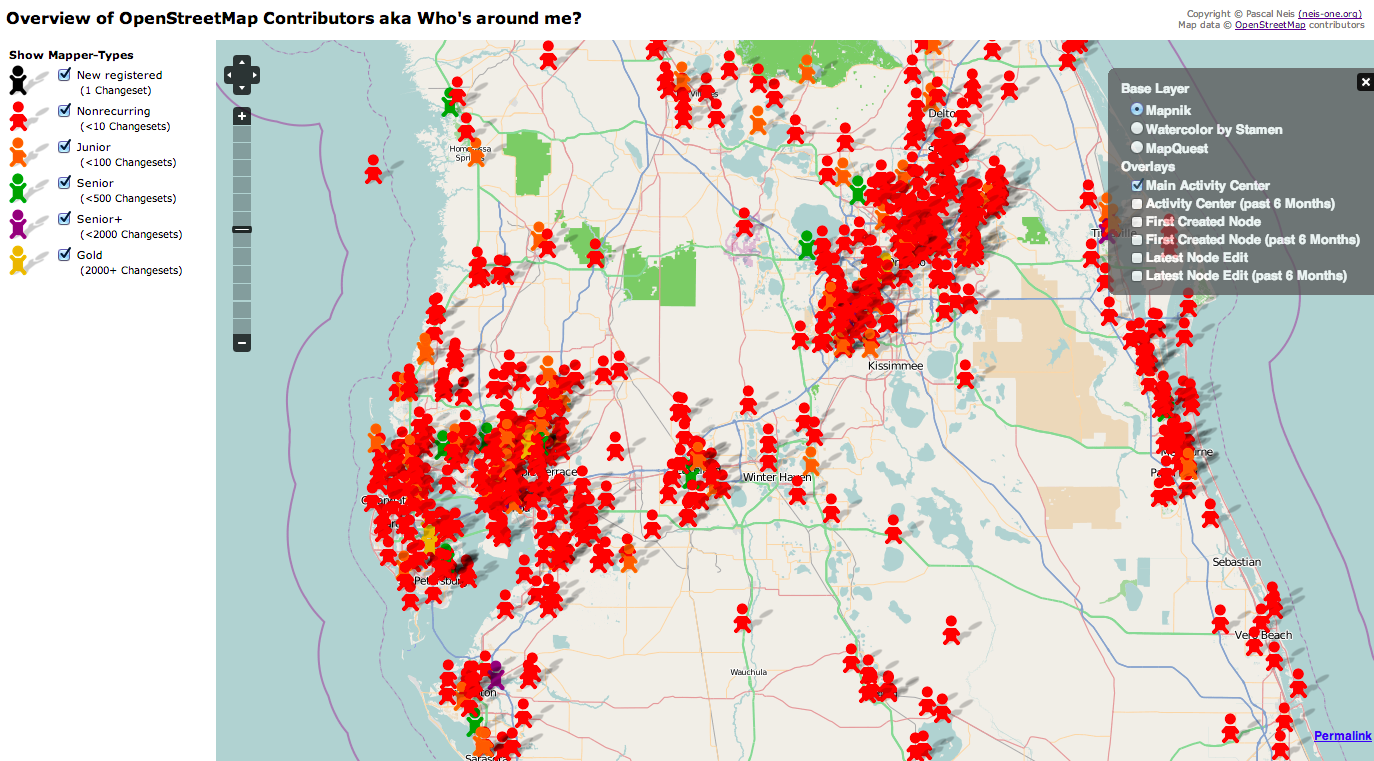 Overview of OpenStreetMap Contributors aka Who's around me?
Copyright © Pascal Neis (neis-one.org)
Map data © OpenStreetMap contributors
Show Mapper-Types
New registered
(1 Changeset)
Nonrecurring
(<10 Changesets)
Junior
(<100 Changesets)
Senior
(<500 Changesets)
Senior+
(<2000 Changesets)
Gold
(2000+ Changesets)
+
−
Base Layer
Mapnik
Watercolor by Stamen
MapQuest
Overlays
Main Activity Center
Activity Center (past 6 Months)
First Created Node
First Created Node (past 6 Months)
Latest Node Edit
Latest Node Edit (past 6 Months)
Kissimmee
Winter Haven
Sebastian
Vero Beach
Wauchula
Permalink